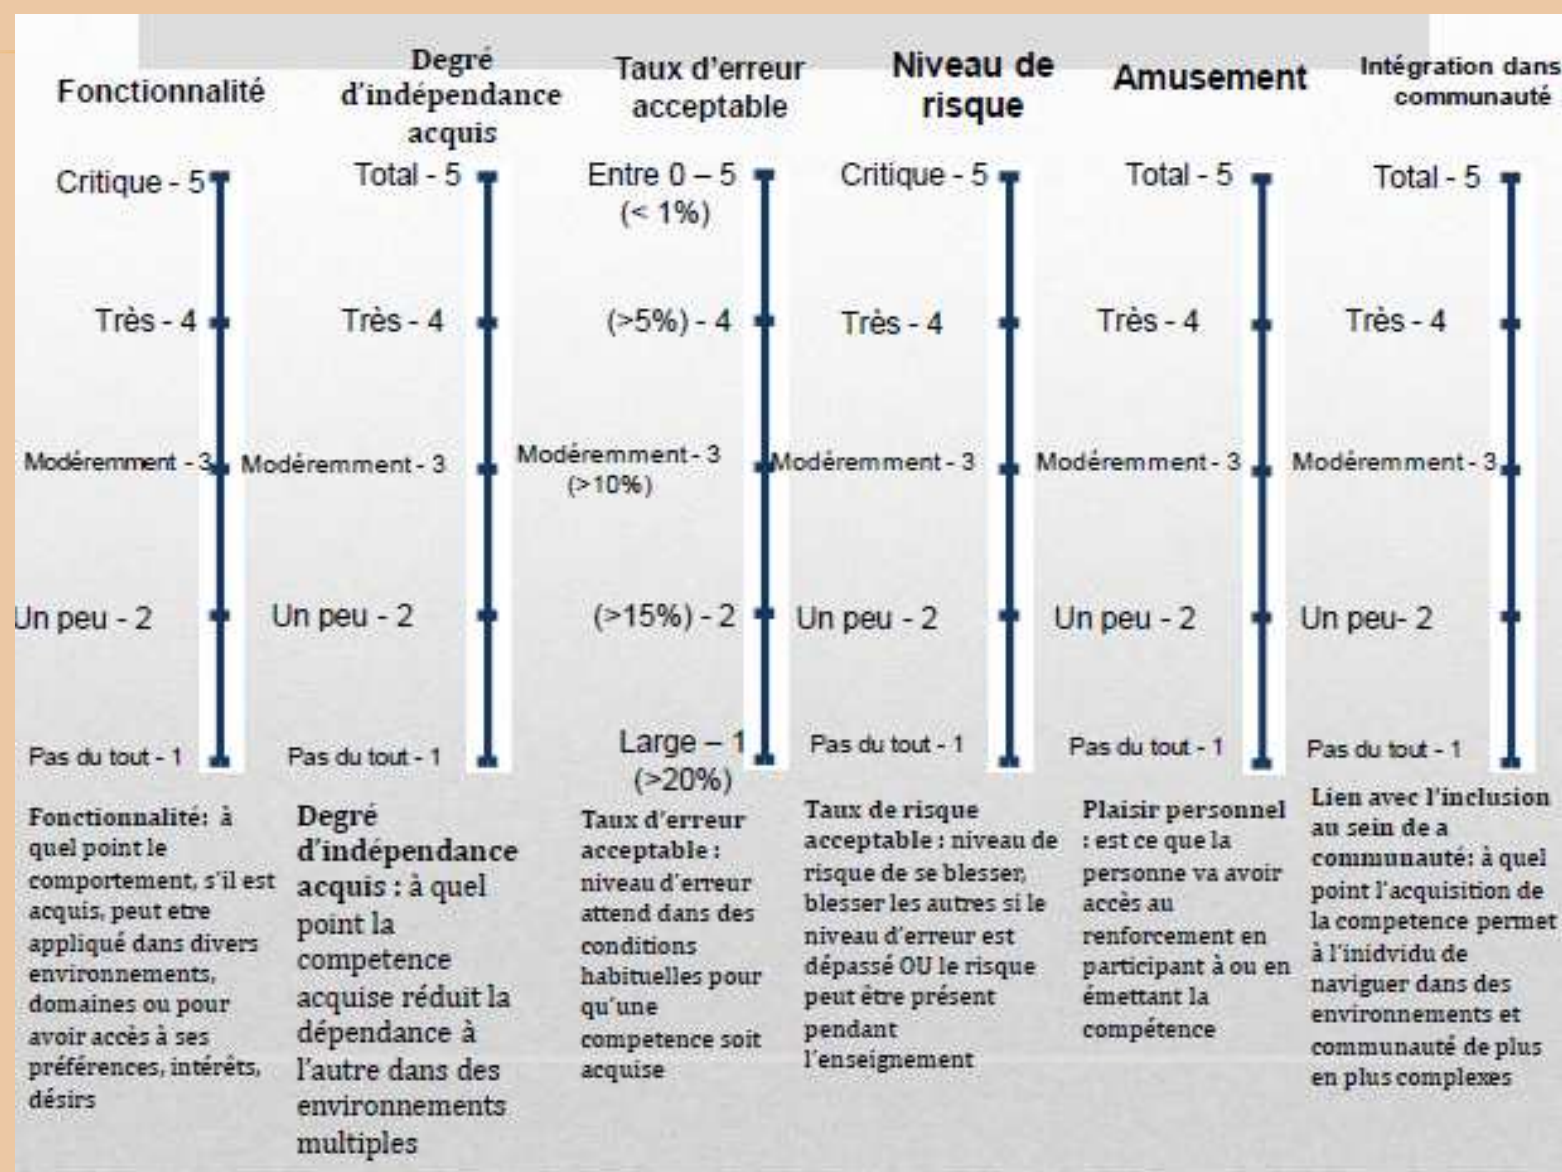 Fonctionnalité
Critique - 5
Très - 4
Modéremment - 3
Un peu - 2
Pas du tout - 1
Fonctionnalité: à
quel point le
comportement, s'il est
acquis, peut etre
appliqué dans divers
environnements,
domaines ou pour
avoir accès à ses
préférences, intérêts,
désirs
Degré
d'indépendance
acquis
Total - 5
Très - 4
Modéremment - 3
Un peu - 2
Pas du tout - 1
Degré
d'indépendance
acquis : à quel
point la
competence
acquise réduit la
dépendance à
l'autre dans des
environnements
multiples
Taux d'erreur
acceptable
Entre 0 – 5
(< 1%)
(>5%) - 4
Modéremment - 3
(>10%)
(>15%) - 2
Large – 1
(>20%)
Taux d'erreur
acceptable :
niveau d'erreur
attend dans des
conditions
habituelles pour
qu'une
competence soit
acquise
Niveau de
risque
Critique - 5
Très - 4
Modéremment - 3
Un peu - 2
Pas du tout - 1
Taux de risque
acceptable : niveau de
risque de se blesser,
blesser les autres si le
niveau d'erreur est
dépassé OU le risque
peut être présent
pendant
l'enseignement
Amusement
Total - 5
Très - 4
Modéremment - 3
Un peu - 2
Pas du tout - 1
Plaisir personnel
: est ce que la
personne va avoir
accès au
renforcement en
participant à ou en
émettant la
compétence
Intégration dans
communauté
Total - 5
Très - 4
Modéremment - 3
Un peu- 2
Pas du tout - 1
Lien avec l'inclusion
au sein de a
communauté: à quel
point l'acquisition de
la competence permet
à l'inidvidu de
naviguer dans des
environnements et
communauté de plus
en plus complexes